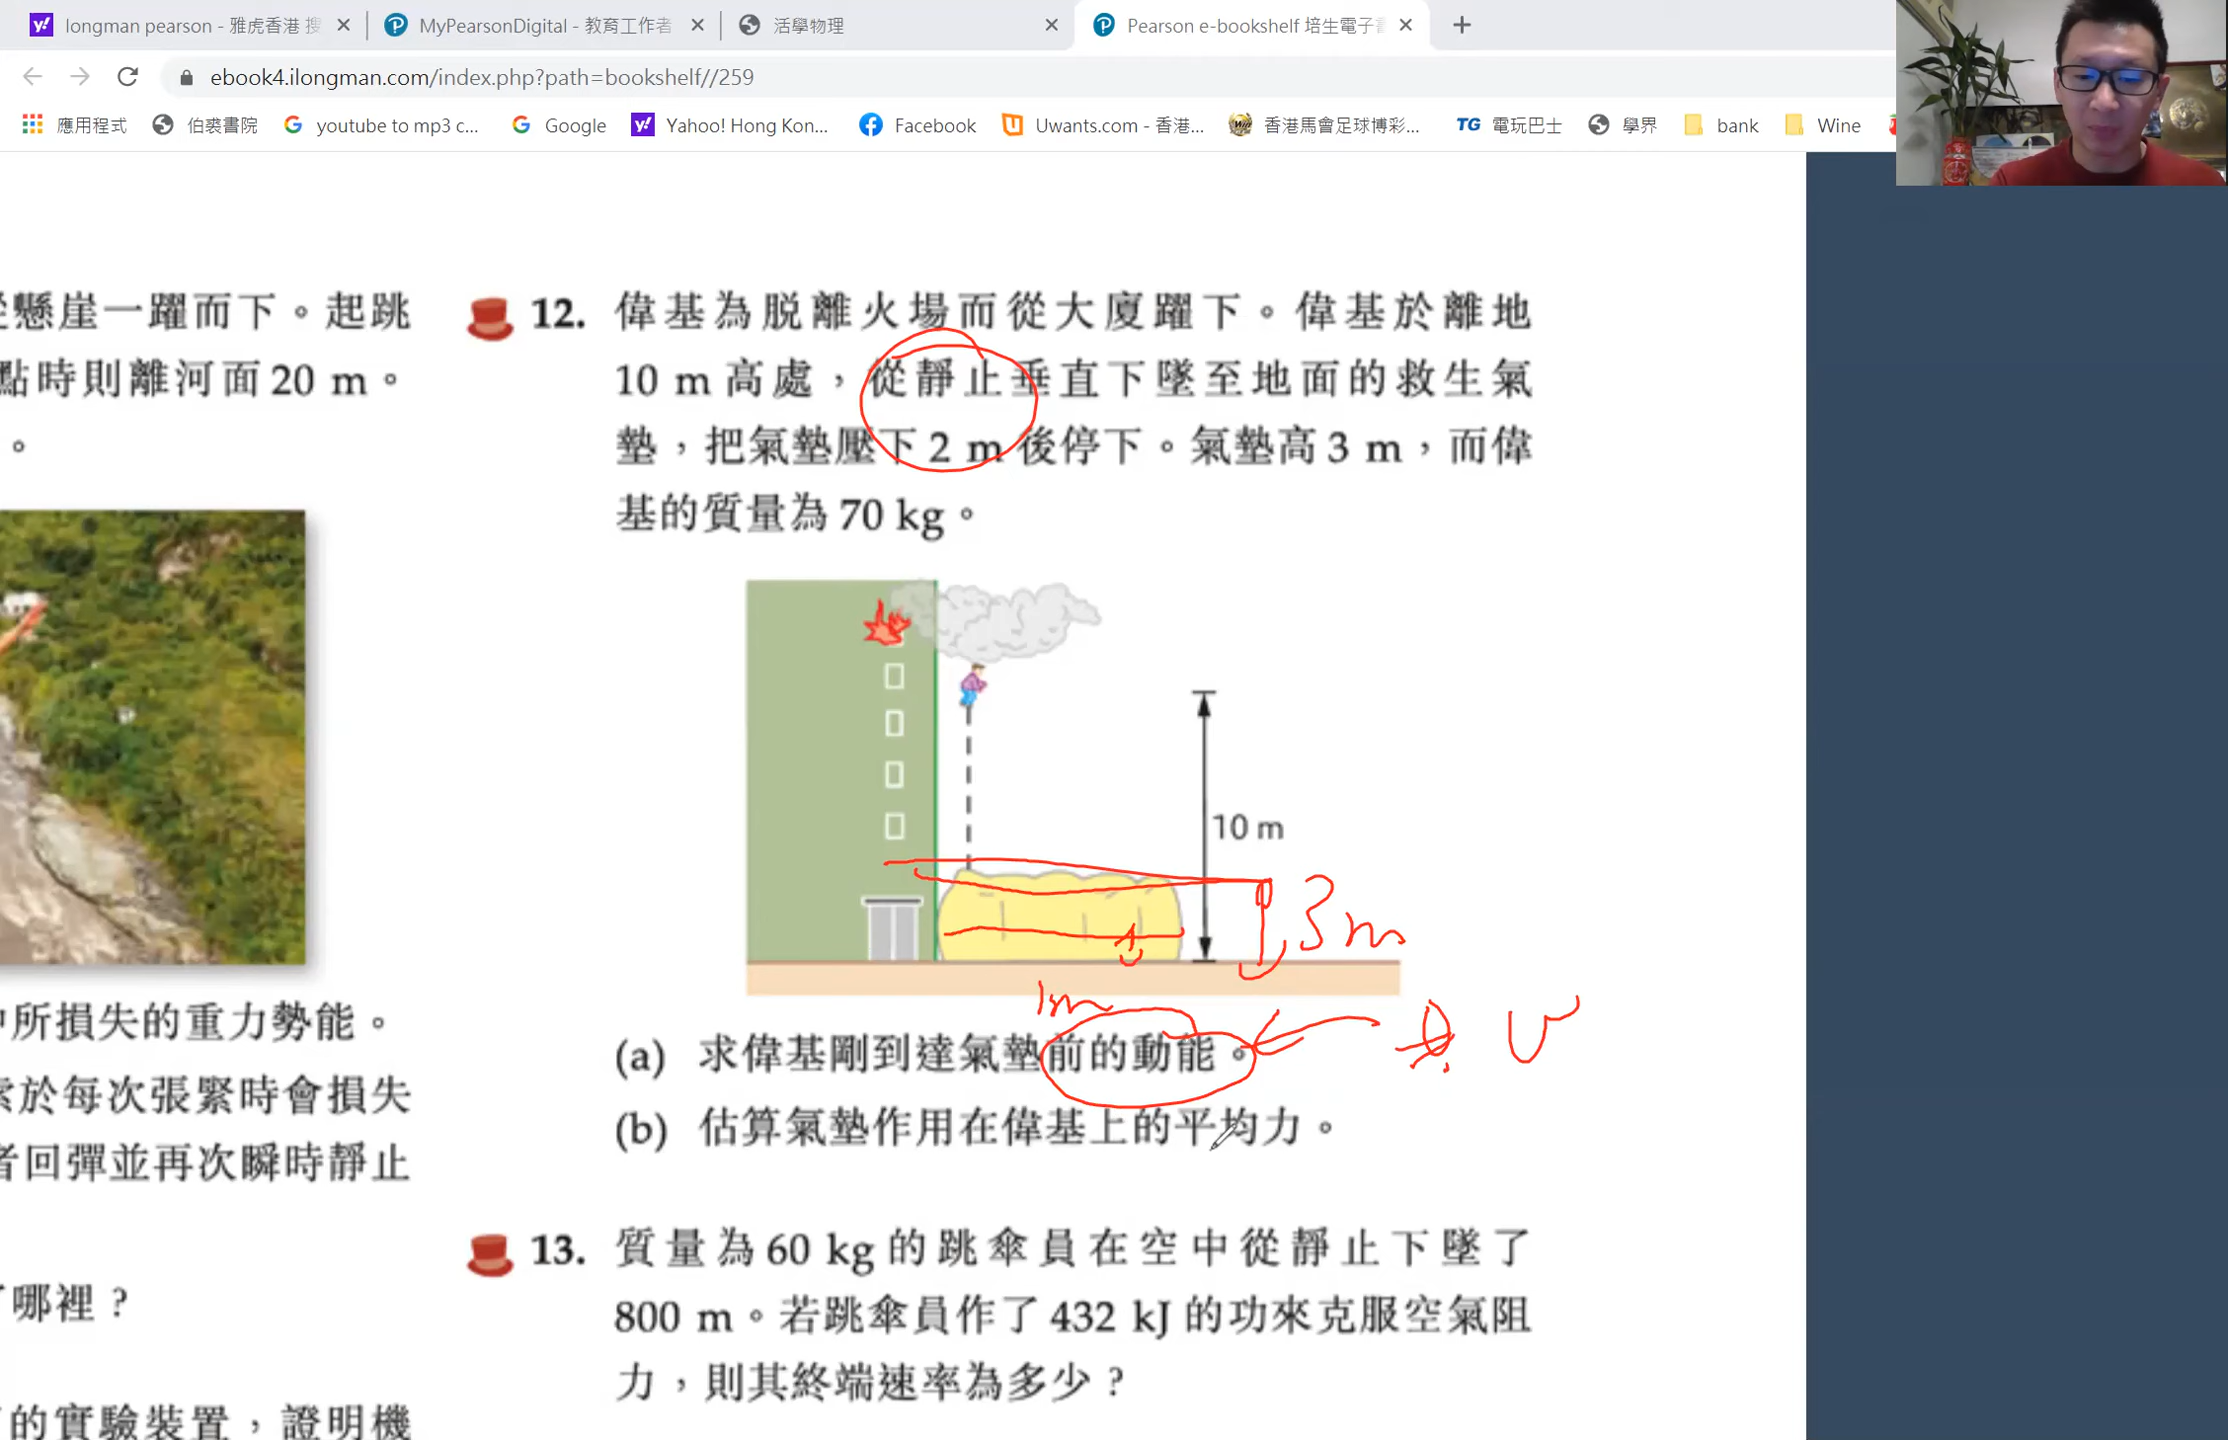 longman pearson - 雅虎香港 搜
MyPearsonDigital - 教育工作者
活學物理
Pearson e-bookshelf 培生電子書
ebook4.ilongman.com/index.php?path=bookshelf//259
應用程式
伯裘書院
youtube to mp3 c...
Google
Yahoo! Hong Kon...
Facebook
Uwants.com - 香港...
香港馬會足球博彩...
TG 電玩巴士
學界
bank
Wine
懸崖一躍而下。起跳
點時則離河面 20 m。
。
所損失的重力勢能。
於每次張緊時會損失
者回彈並再次瞬時靜止
哪裡?
的實驗裝置,證明機
12. 偉基為脫離火場而從大廈躍下。偉基於離地
10 m 高處,從靜止垂直下墜至地面的救生氣
墊,把氣墊壓下 2 m 後停下。氣墊高 3 m,而偉
基的質量為 70 kg。
10 m
3m
1m
(a) 求偉基剛到達氣墊前的動能。
(b) 估算氣墊作用在偉基上的平均力。
13. 質量為 60 kg 的跳傘員在空中從靜止下墜了
800 m。若跳傘員作了 432 kJ 的功來克服空氣阻
力,則其終端速率為多少?